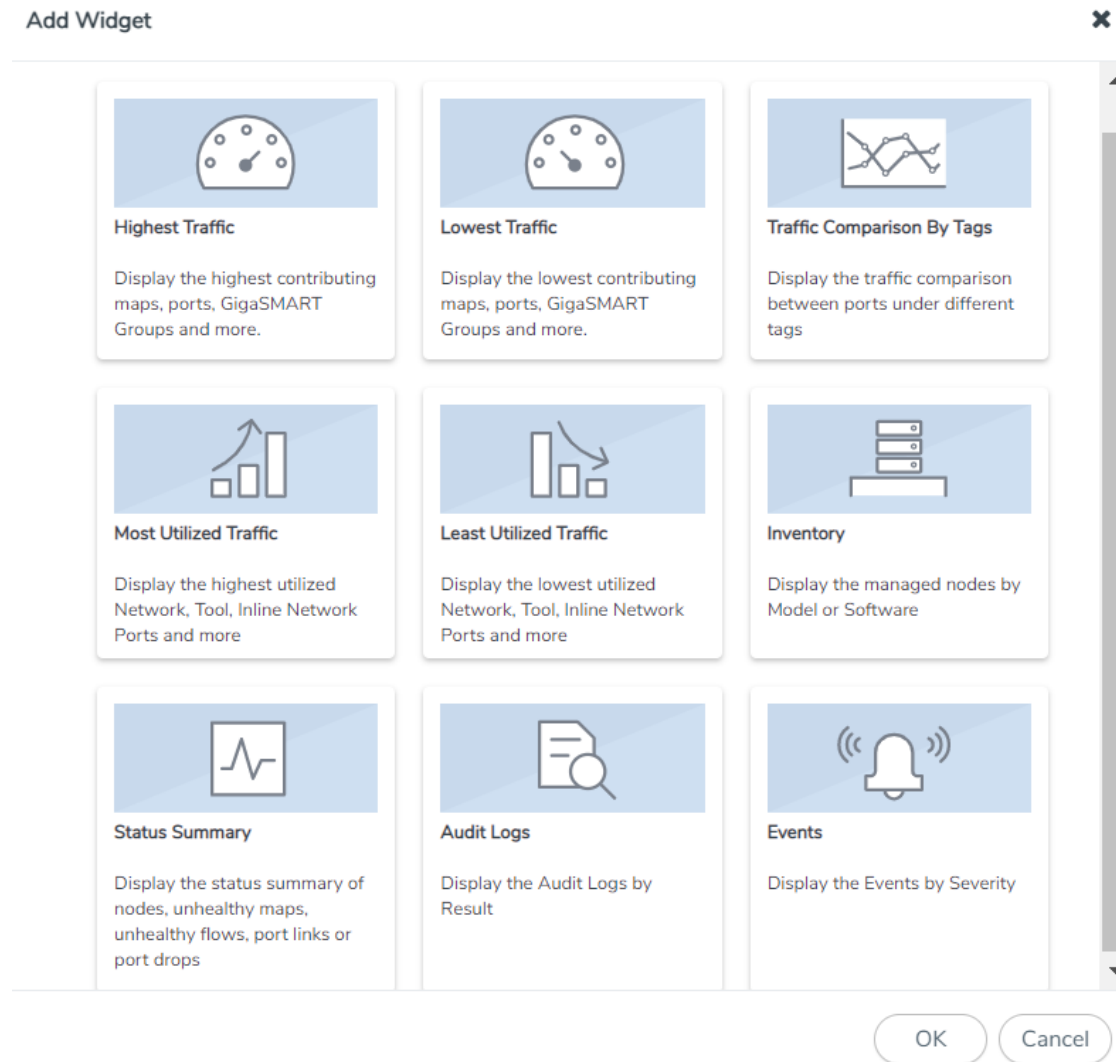 Add Widget
Highest Traffic
Display the highest contributing
maps, ports, GigaSMART
Groups and more.
Lowest Traffic
Display the lowest contributing
maps, ports, GigaSMART
Groups and more.
Traffic Comparison By Tags
Display the traffic comparison
between ports under different
tags
Most Utilized Traffic
Display the highest utilized
Network, Tool, Inline Network
Ports and more
Least Utilized Traffic
Display the lowest utilized
Network, Tool, Inline Network
Ports and more
Inventory
Display the managed nodes by
Model or Software
Status Summary
Display the status summary of
nodes, unhealthy maps,
unhealthy flows, port links or
port drops
Audit Logs
Display the Audit Logs by
Result
Events
Display the Events by Severity
OK
Cancel